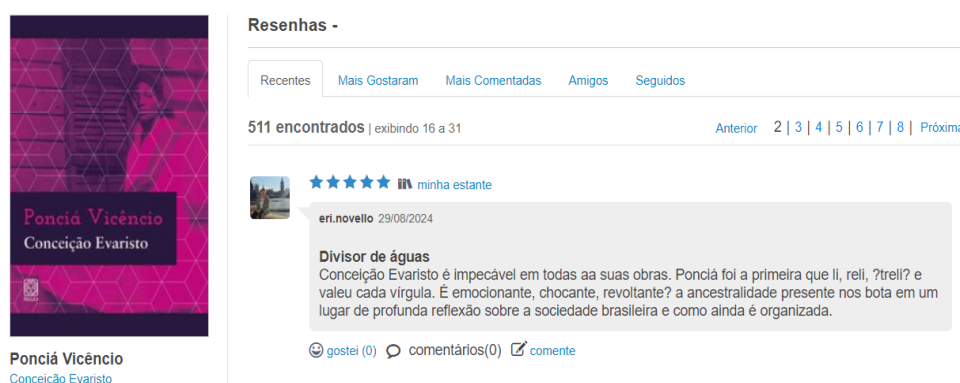 Resenhas -
Recentes Mais Gostaram Mais Comentadas Amigos Seguidos
511 encontrados | exibindo 16 a 31
Anterior 2 | 3 | 4 | 5 | 6 | 7 | 8 | Próxima
minha estante
eri.novello 29/08/2024
Divisor de águas
Conceição Evaristo é impecável em todas aa suas obras. Ponciá foi a primeira que li, reli, ?treli? e
valeu cada vírgula. É emocionante, chocante, revoltante? a ancestralidade presente nos bota em um
lugar de profunda reflexão sobre a sociedade brasileira e como ainda é organizada.
gostei (0) comentários(0) comente
Ponciá Vicêncio
Conceição Evaristo
Ponciá Vicêncio
Conceição Evaristo